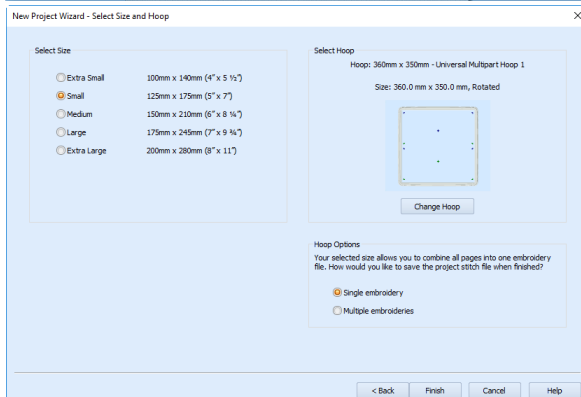 New Project Wizard - Select Size and Hoop
Select Size
Extra Small 100mm x 140mm (4" x 5 ½")
Small 125mm x 175mm (5" x 7")
Medium 150mm x 210mm (6" x 8 ¼")
Large 175mm x 245mm (7" x 9 ¾")
Extra Large 200mm x 280mm (8" x 11")
Select Hoop
Hoop: 360mm x 350mm - Universal Multipart Hoop 1
Size: 360.0 mm x 350.0 mm, Rotated
Change Hoop
Hoop Options
Your selected size allows you to combine all pages into one embroidery
file. How would you like to save the project stitch file when finished?
Single embroidery
Multiple embroideries
< Back Finish Cancel Help